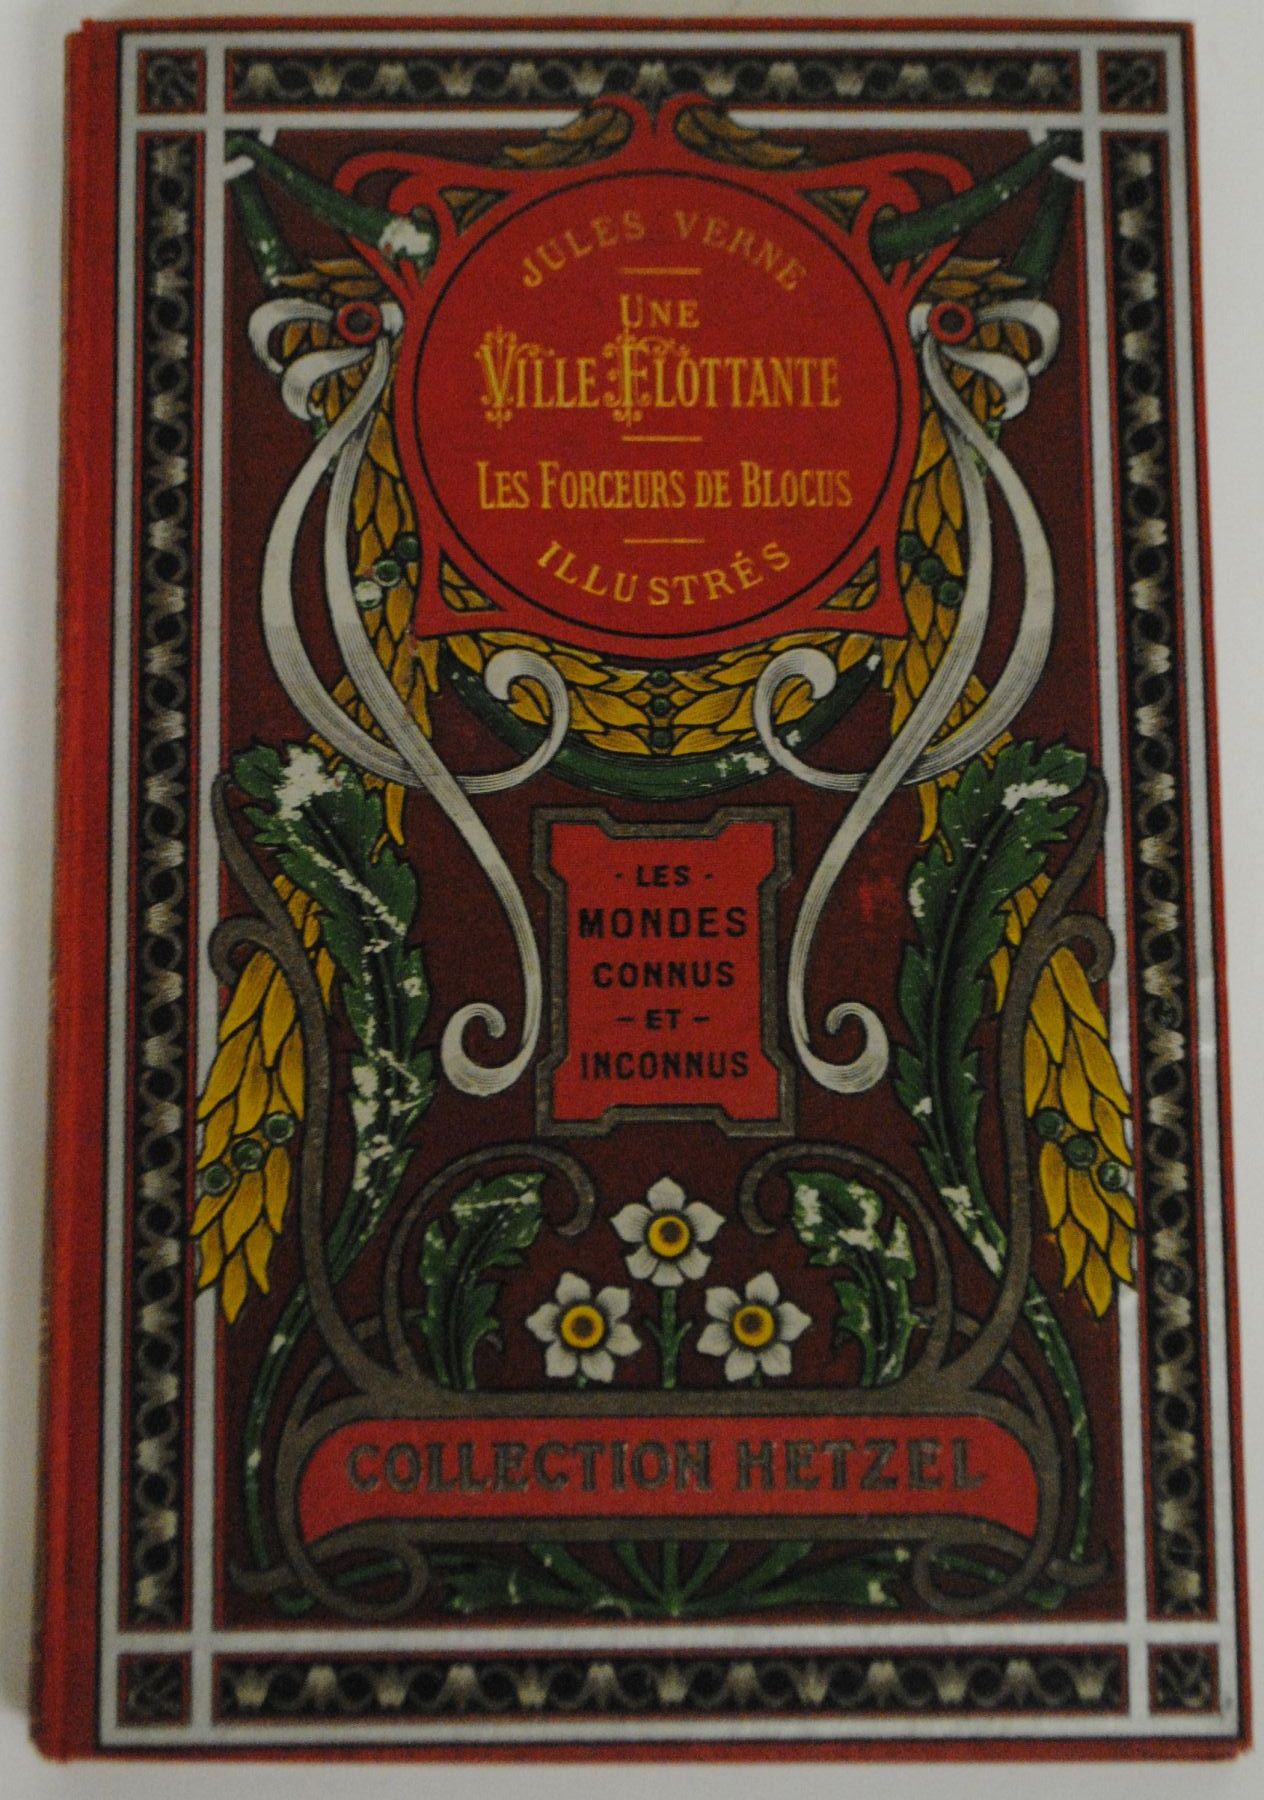 JULES VERNE
UNE
VILLE FLOTTANTE
LES FORCEURS DE BLOCUS
ILLUSTRÉS
- LES -
MONDES
CONNUS
- ET -
INCONNUS
COLLECTION HETZEL